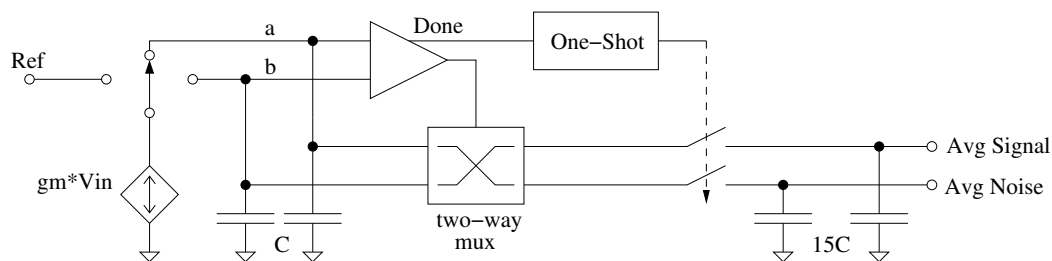 a
Done
One−Shot
Ref
b
Avg Signal
gm*Vin
Avg Noise
two−way
mux
C
15C